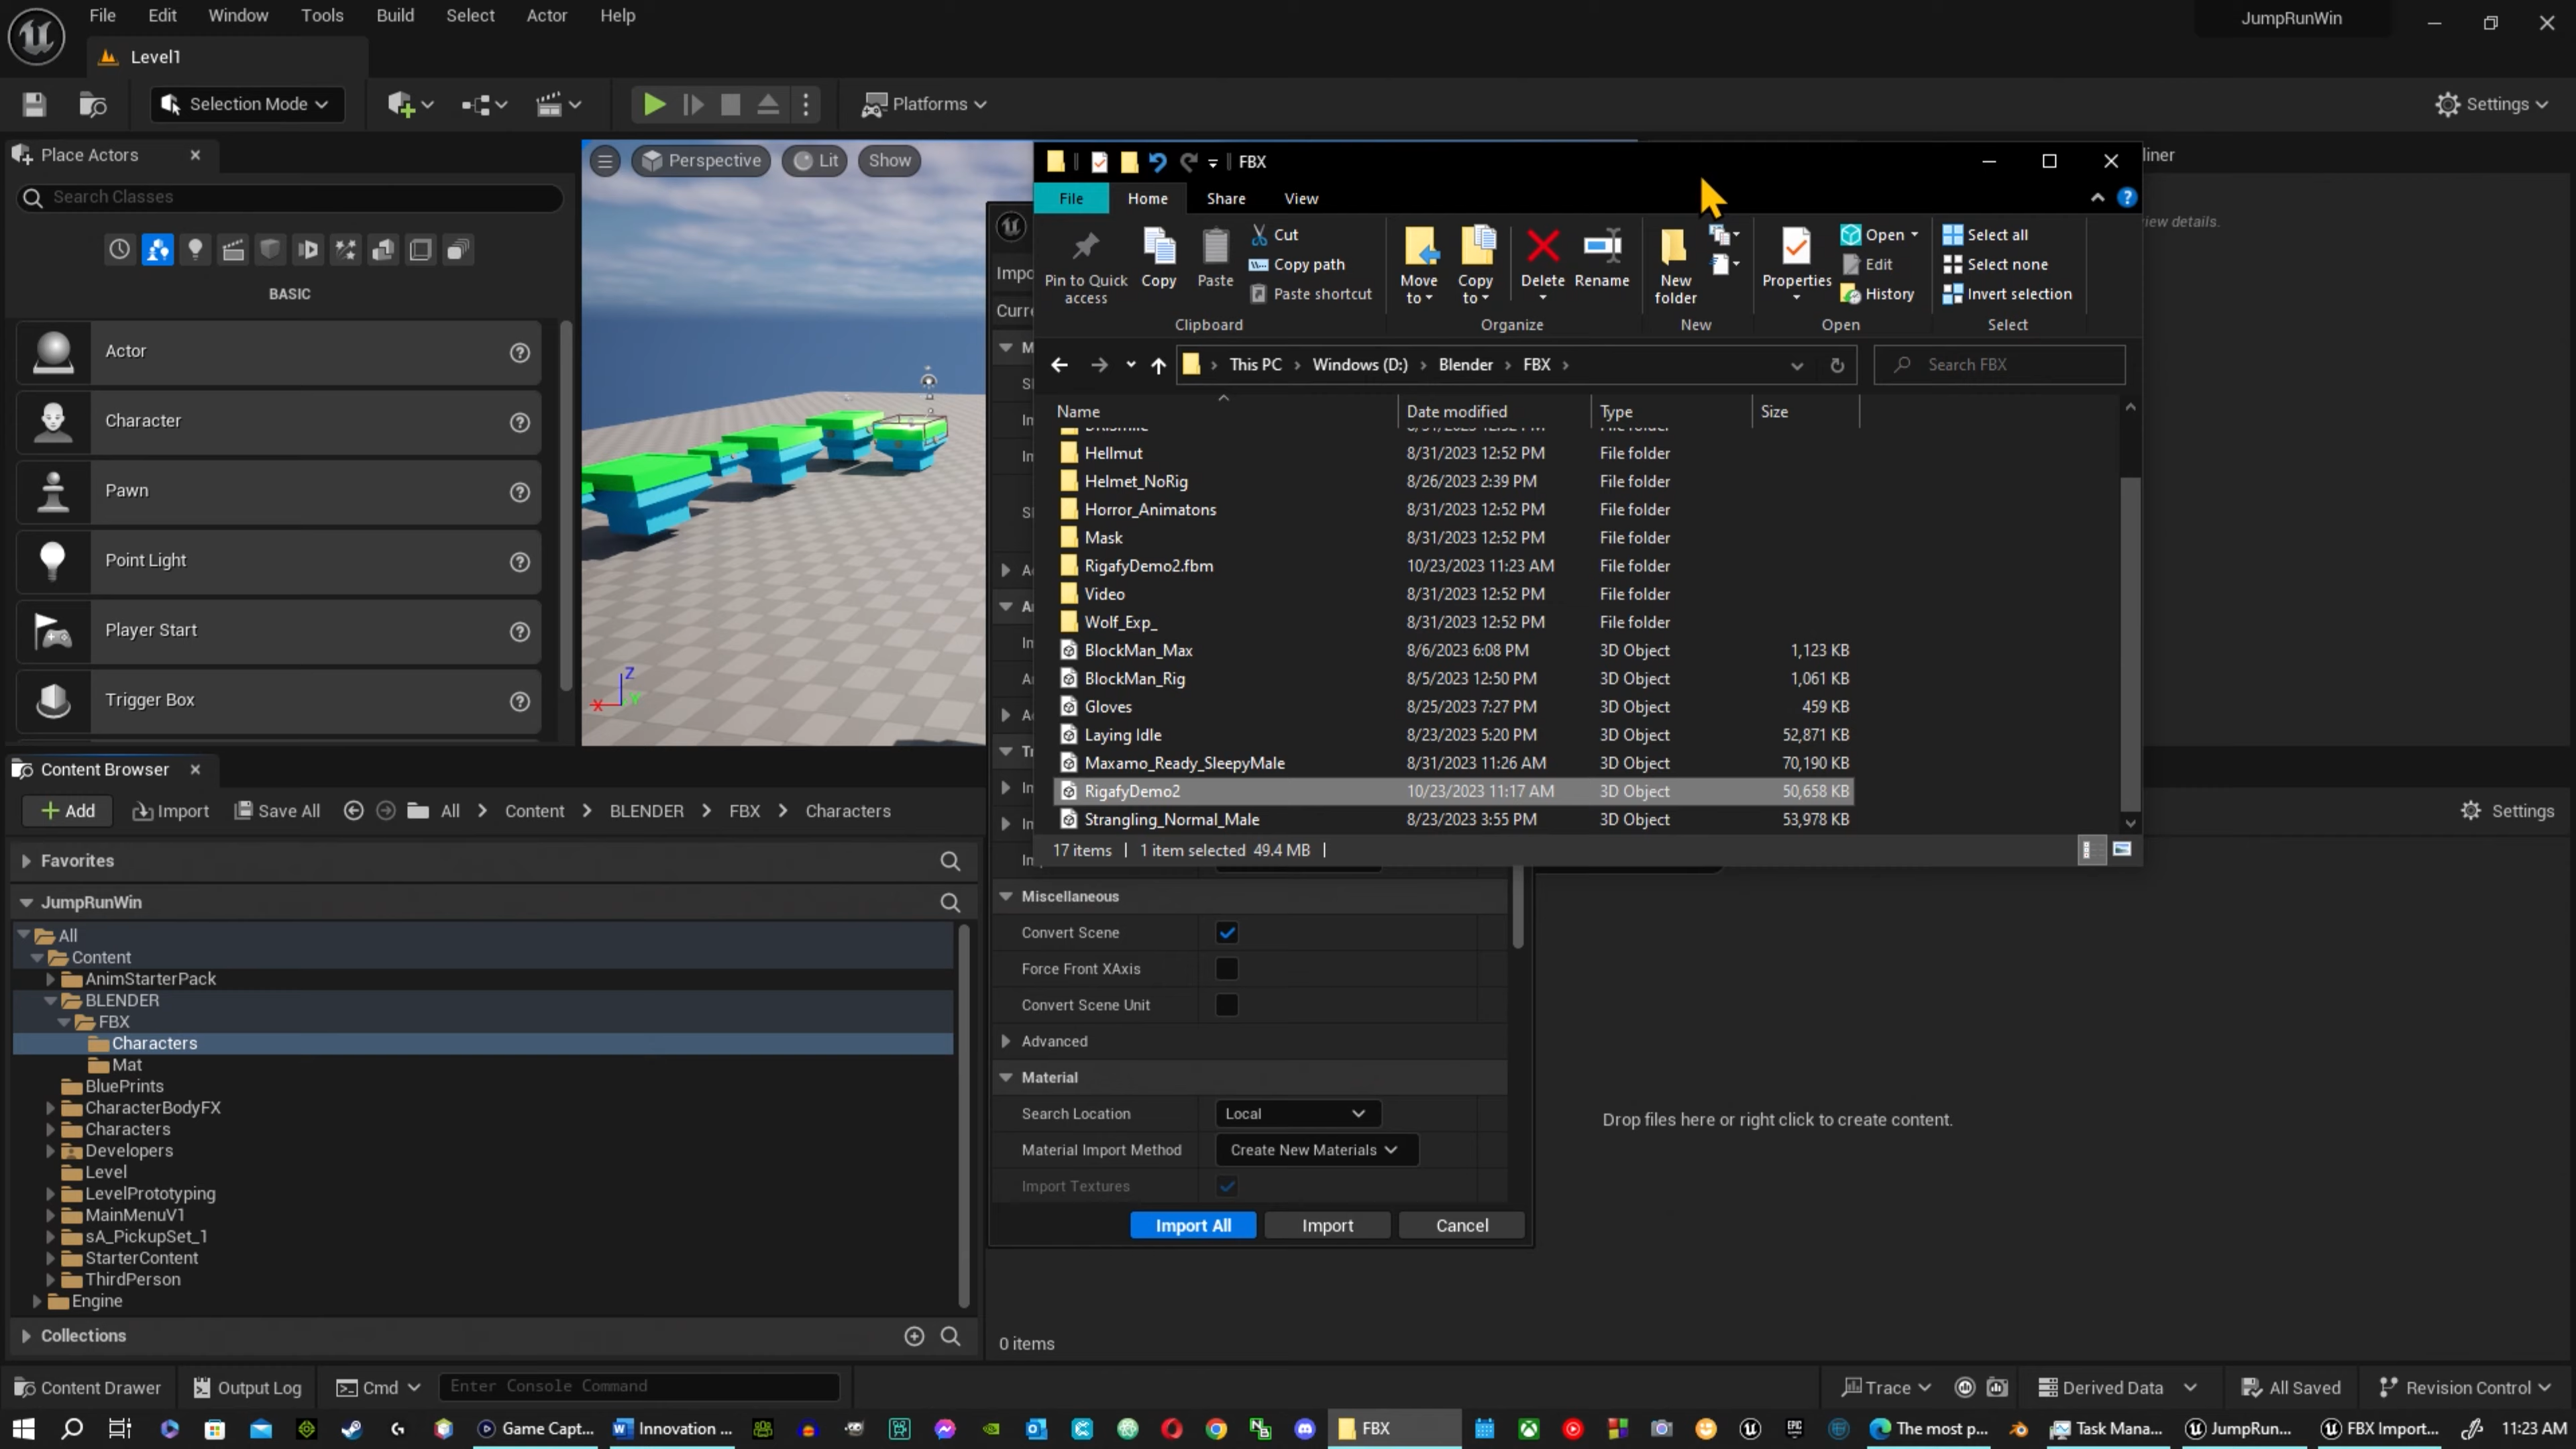 File Edit Window Tools Build Select Actor Help
JumpRunWin
Level1
Selection Mode
Platforms
Settings
Place Actors
Search Classes
BASIC
Actor
Character
Pawn
Point Light
Player Start
Trigger Box
Perspective Lit Show
FBX
File Home Share View
Pin to Quick access
Copy
Paste
Cut
Copy path
Paste shortcut
Clipboard
Move to
Copy to
Delete
Rename
Organize
New folder
New
Properties
Open
Edit
History
Open
Select all
Select none
Invert selection
Select
This PC Windows (D:) Blender FBX
Search FBX
Name Date modified Type Size
Hellmut 8/31/2023 12:52 PM File folder
Helmet_NoRig 8/26/2023 2:39 PM File folder
Horror_Animatons 8/31/2023 12:52 PM File folder
Mask 8/31/2023 12:52 PM File folder
RigafyDemo2.fbm 10/23/2023 11:23 AM File folder
Video 8/31/2023 12:52 PM File folder
Wolf_Exp_ 8/31/2023 12:52 PM File folder
BlockMan_Max 8/6/2023 6:08 PM 3D Object 1,123 KB
BlockMan_Rig 8/5/2023 12:50 PM 3D Object 1,061 KB
Gloves 8/25/2023 7:27 PM 3D Object 459 KB
Laying Idle 8/23/2023 5:20 PM 3D Object 52,871 KB
Maxamo_Ready_SleepyMale 8/31/2023 11:26 AM 3D Object 70,190 KB
RigafyDemo2 10/23/2023 11:17 AM 3D Object 50,658 KB
Strangling_Normal_Male 8/23/2023 3:55 PM 3D Object 53,978 KB
17 items 1 item selected 49.4 MB
liner
iew details.
Z
X
Y
Impo
Curre
Content Browser
Add Import Save All All Content BLENDER FBX Characters
Settings
Favorites
JumpRunWin
All
Content
AnimStarterPack
BLENDER
FBX
Characters
Mat
BluePrints
CharacterBodyFX
Characters
Developers
Level
LevelPrototyping
MainMenuV1
sA_PickupSet_1
StarterContent
ThirdPerson
Engine
Collections
Miscellaneous
Convert Scene
Force Front XAxis
Convert Scene Unit
Advanced
Material
Search Location Local
Material Import Method Create New Materials
Import Textures
Import All Import Cancel
Drop files here or right click to create content.
0 items
Content Drawer Output Log Cmd Enter Console Command
Trace Derived Data All Saved Revision Control
Game Capt... Innovation ... FBX The most p... Task Mana... JumpRun... FBX Import... 11:23 AM